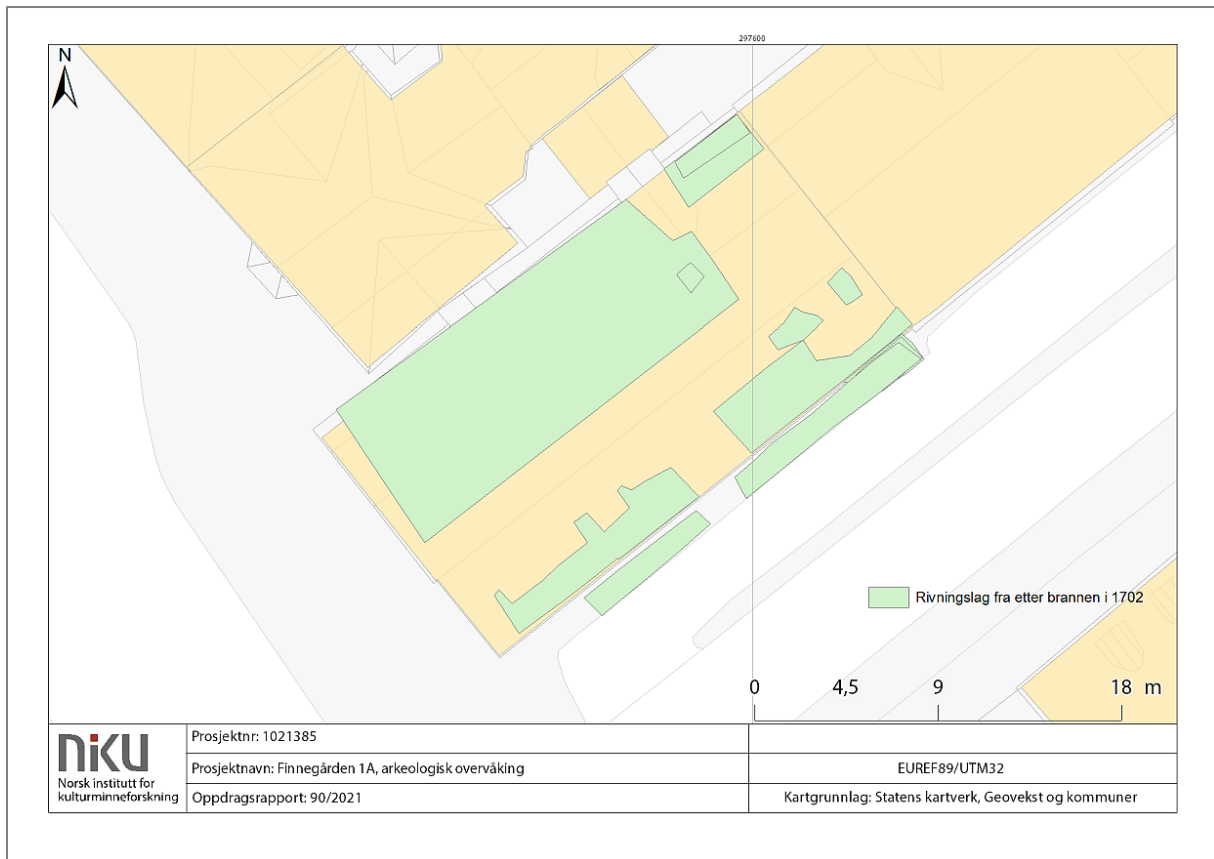 297600
N
Rivningslag fra etter brannen i 1702
0 4,5 9 18 m
NIKU
Norsk institutt for
kulturminneforskning
Prosjektnr: 1021385
Prosjektnavn: Finnegården 1A, arkeologisk overvåking
EUREF89/UTM32
Oppdragsrapport: 90/2021
Kartgrunnlag: Statens kartverk, Geovekst og kommuner